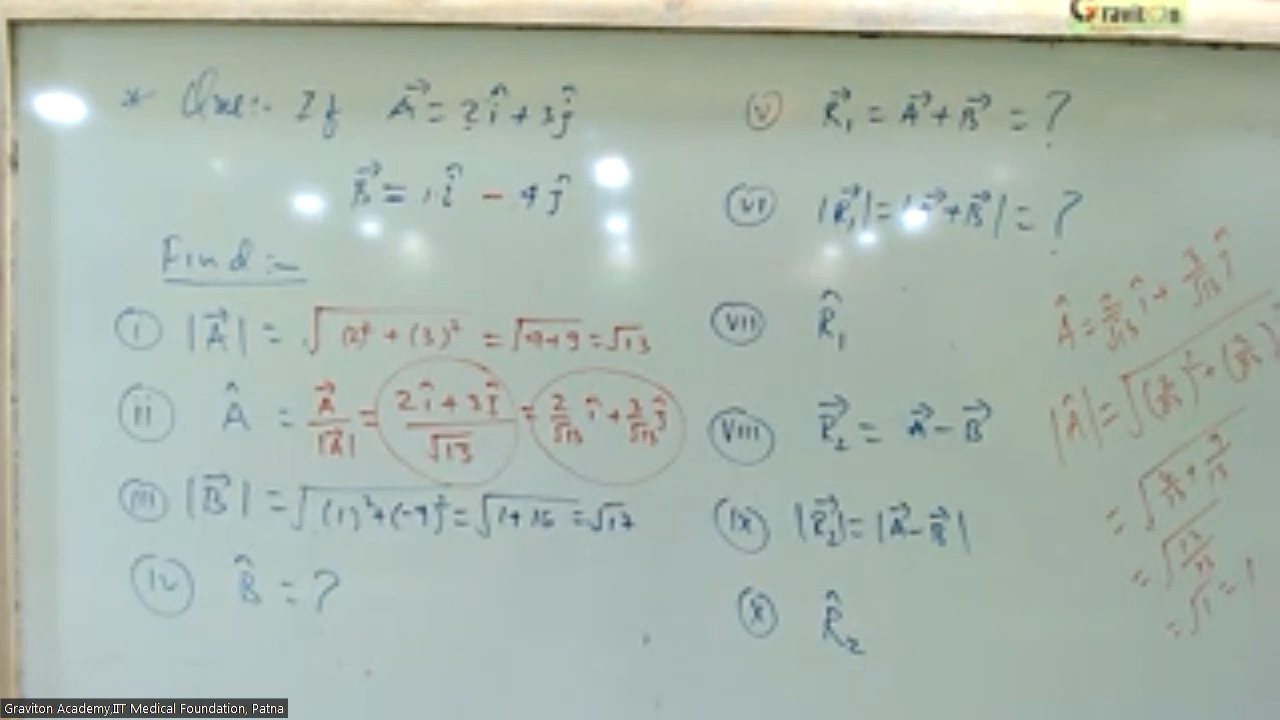 Graviton
* Que:- If A⃗ = 2î + 3ĵ
B⃗ = 1î - 4ĵ
Find :-
(i) |A⃗| = √(2)² + (3)² = √4+9 = √13
(ii) Â = A⃗/|A⃗| = (2î + 3ĵ)/√13 = 2/√13 î + 3/√13 ĵ
(iii) |B⃗| = √(1)² + (-4)² = √1+16 = √17
(iv) B̂ = ?
(v) R⃗₁ = A⃗ + B⃗ = ?
(vi) |R⃗₁| = |A⃗ + B⃗| = ?
(vii) R̂₁
(viii) R⃗₂ = A⃗ - B⃗
(ix) |R⃗₂| = |A⃗ - B⃗|
(x) R̂₂
Â = 2/√13 î + 3/√13 ĵ
|Â| = √(2/√13)² + (3/√13)²
= √4/13 + 9/13
= √13/13
= √1 = 1
Graviton Academy,IIT Medical Foundation, Patna